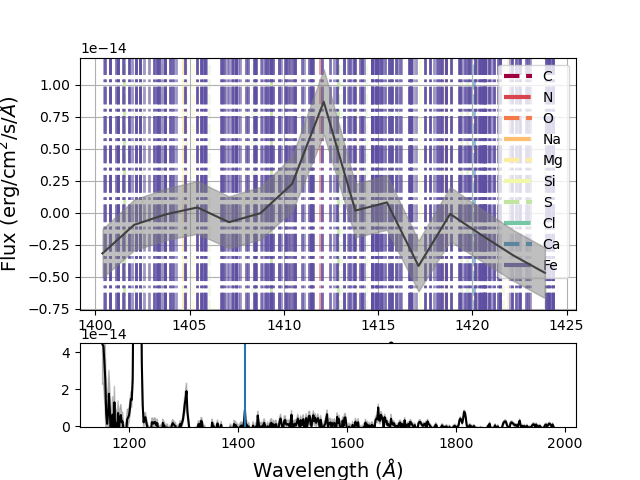 1e−14
1.00
0.75
0.50
0.25
0.00
−0.25
−0.50
−0.75
Flux (erg/cm²/s/Å)
C
N
O
Na
Mg
Si
S
Cl
Ca
Fe
1400 1405 1410 1415 1420 1425
1e−14
4
2
0
1200 1400 1600 1800 2000
Wavelength (Å)